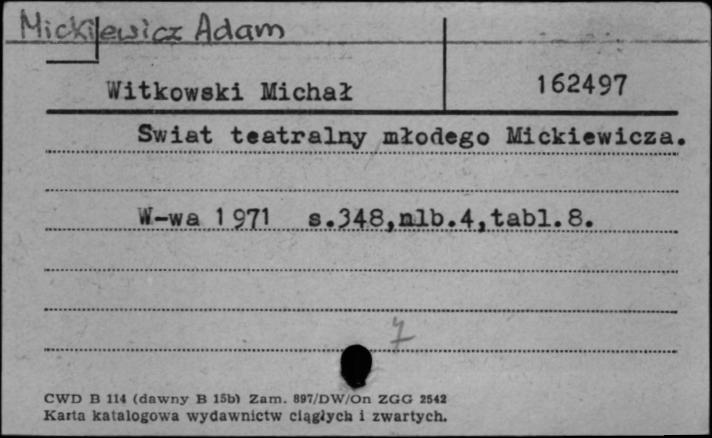 Mickiewicz Adam
Witkowski Michał
162497
Swiat teatralny młodego Mickiewicza.
W-wa 1971 s.348,nlb.4,tabl.8.
7
CWD B 114 (dawny B 15b) Zam. 897/DW/On ZGG 2542
Karta katalogowa wydawnictw ciągłych i zwartych.